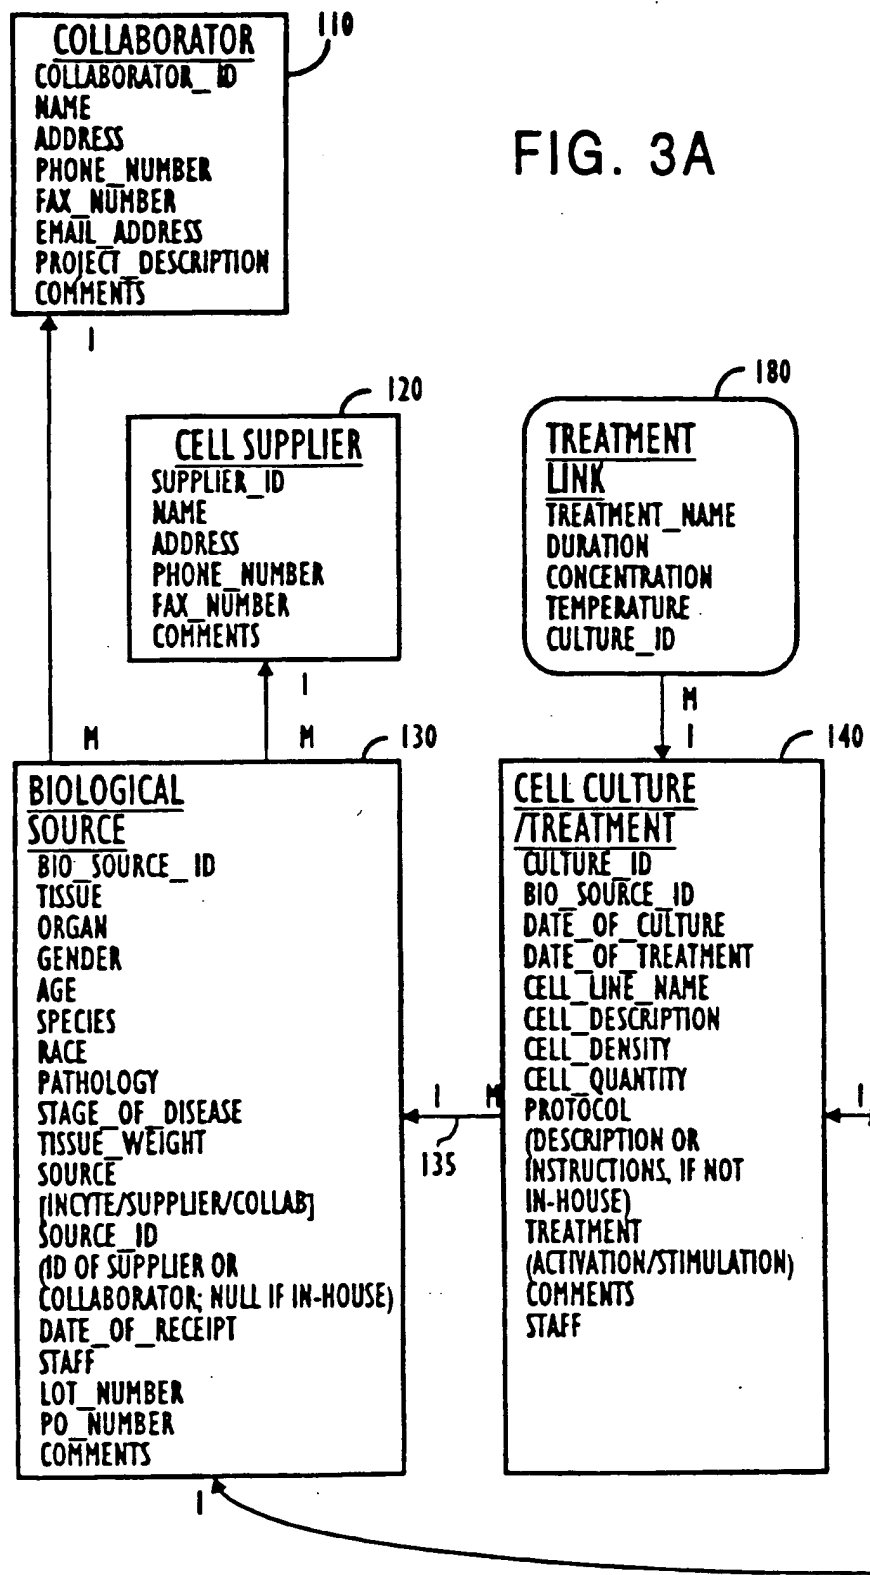 110
COLLABORATOR
COLLABORATOR_ID
NAME
ADDRESS
PHONE_NUMBER
FAX_NUMBER
EMAIL_ADDRESS
PROJECT_DESCRIPTION
COMMENTS
FIG. 3A
1
120
CELL SUPPLIER
SUPPLIER_ID
NAME
ADDRESS
PHONE_NUMBER
FAX_NUMBER
COMMENTS
1
180
TREATMENT
LINK
TREATMENT_NAME
DURATION
CONCENTRATION
TEMPERATURE
CULTURE_ID
M
1
M
M
130
BIOLOGICAL
SOURCE
BIO_SOURCE_ID
TISSUE
ORGAN
GENDER
AGE
SPECIES
RACE
PATHOLOGY
STAGE_OF_DISEASE
TISSUE_WEIGHT
SOURCE
[INCYTE/SUPPLIER/COLLAB]
SOURCE_ID
(ID OF SUPPLIER OR
COLLABORATOR; NULL IF IN-HOUSE)
DATE_OF_RECEIPT
STAFF
LOT_NUMBER
PO_NUMBER
COMMENTS
1
1
M
135
140
CELL CULTURE
/TREATMENT
CULTURE_ID
BIO_SOURCE_ID
DATE_OF_CULTURE
DATE_OF_TREATMENT
CELL_LINE_NAME
CELL_DESCRIPTION
CELL_DENSITY
CELL_QUANTITY
PROTOCOL
(DESCRIPTION OR
INSTRUCTIONS, IF NOT
IN-HOUSE)
TREATMENT
(ACTIVATION/STIMULATION)
COMMENTS
STAFF
1